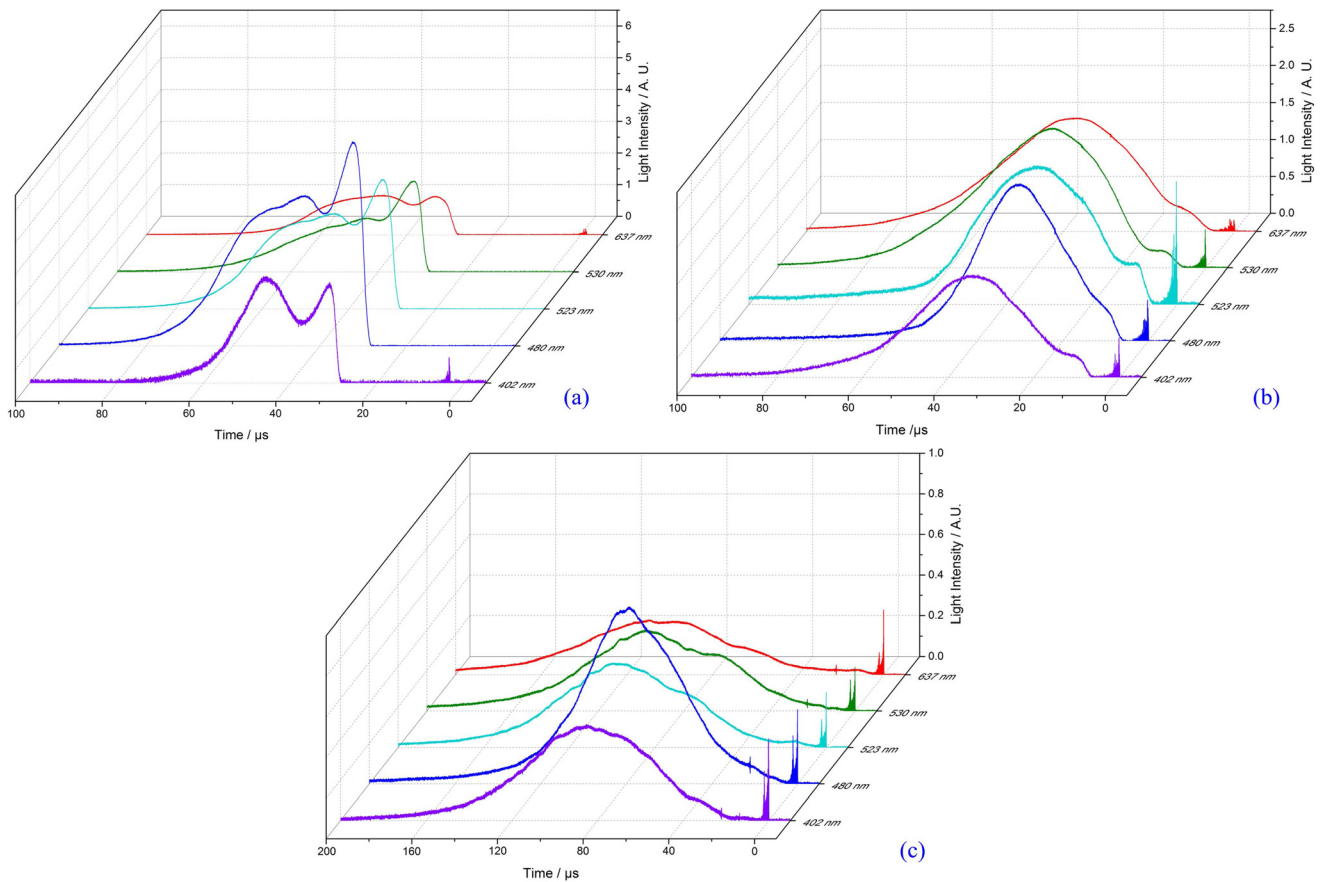 6
5
4
3
2
1
0
Light Intensity / A. U.
637 nm
530 nm
523 nm
480 nm
402 nm
100
80
60
40
20
0
Time / µs
(a)
2.5
2.0
1.5
1.0
0.5
0.0
Light Intensity / A. U.
637 nm
530 nm
523 nm
480 nm
402 nm
100
80
60
40
20
0
Time /µs
(b)
1.0
0.8
0.6
0.4
0.2
0.0
Light Intensity / A.U.
637 nm
530 nm
523 nm
480 nm
402 nm
200
160
120
80
40
0
Time / µs
(c)